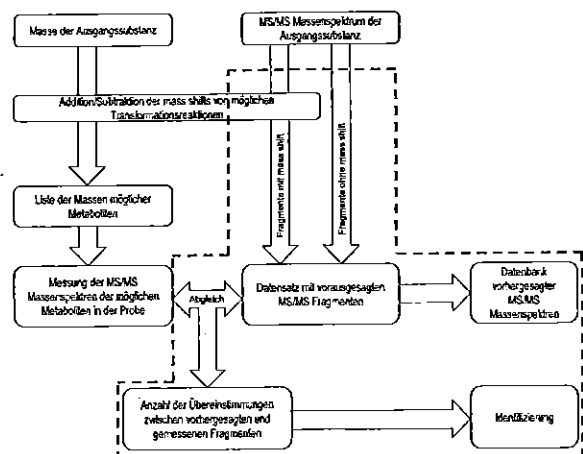 Masse der Ausgangssubstanz
MS/MS Massenspektrum der
Ausgangssubstanz
Addition/Subtraktion der mass shifts von möglichen
Transformationsreaktionen
Fragmente mit mass shift
Fragmente ohne mass shift
Liste der Massen möglicher
Metaboliten
Messung der MS/MS
Massenspektren der möglichen
Metaboliten in der Probe
Abgleich
Datensatz mit vorausgesagten
MS/MS Fragmenten
Datenbank
vorhergesagter
MS/MS
Massenspektren
Anzahl der Übereinstimmungen
zwischen vorhergesagten und
gemessenen Fragmenten
Identifizierung